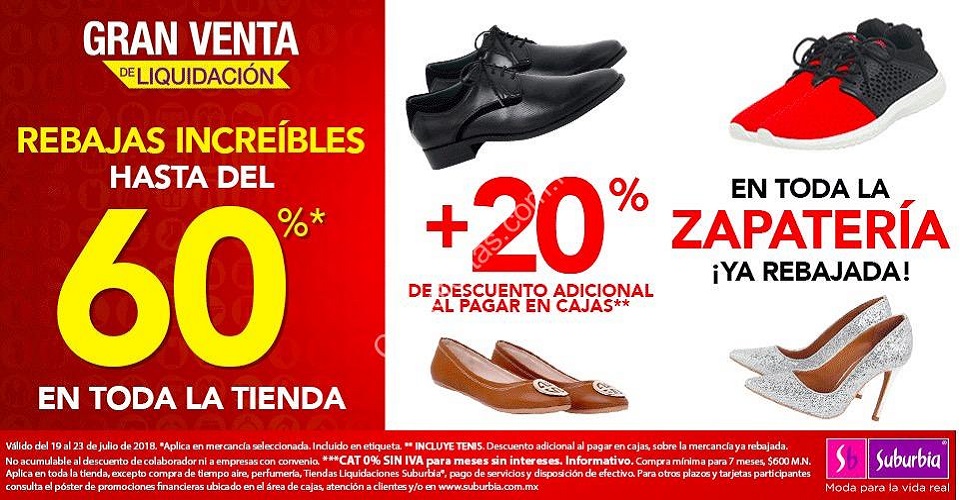 GRAN VENTA
DE LIQUIDACIÓN
REBAJAS INCREÍBLES
HASTA DEL
60%*
EN TODA LA TIENDA
+20%
DE DESCUENTO ADICIONAL
AL PAGAR EN CAJAS**
EN TODA LA
ZAPATERÍA
¡YA REBAJADA!
Válido del 19 al 23 de julio de 2018. *Aplica en mercancía seleccionada. Incluido en etiqueta. ** INCLUYE TENIS. Descuento adicional al pagar en cajas, sobre la mercancía ya rebajada.
No acumulable al descuento de colaborador ni a empresas con convenio. ***CAT 0% SIN IVA para meses sin intereses. Informativo. Compra mínima para 7 meses, $600 M.N.
Aplica en toda la tienda, excepto compra de tiempo aire, perfumería, Tiendas Liquidaciones Suburbia*, pago de servicios y disposición de efectivo. Para otros plazos y tarjetas participantes
consulta el póster de promociones financieras ubicado en el área de cajas, atención a clientes y/o en www.suburbia.com.mx
Sb Suburbia
Moda para la vida real